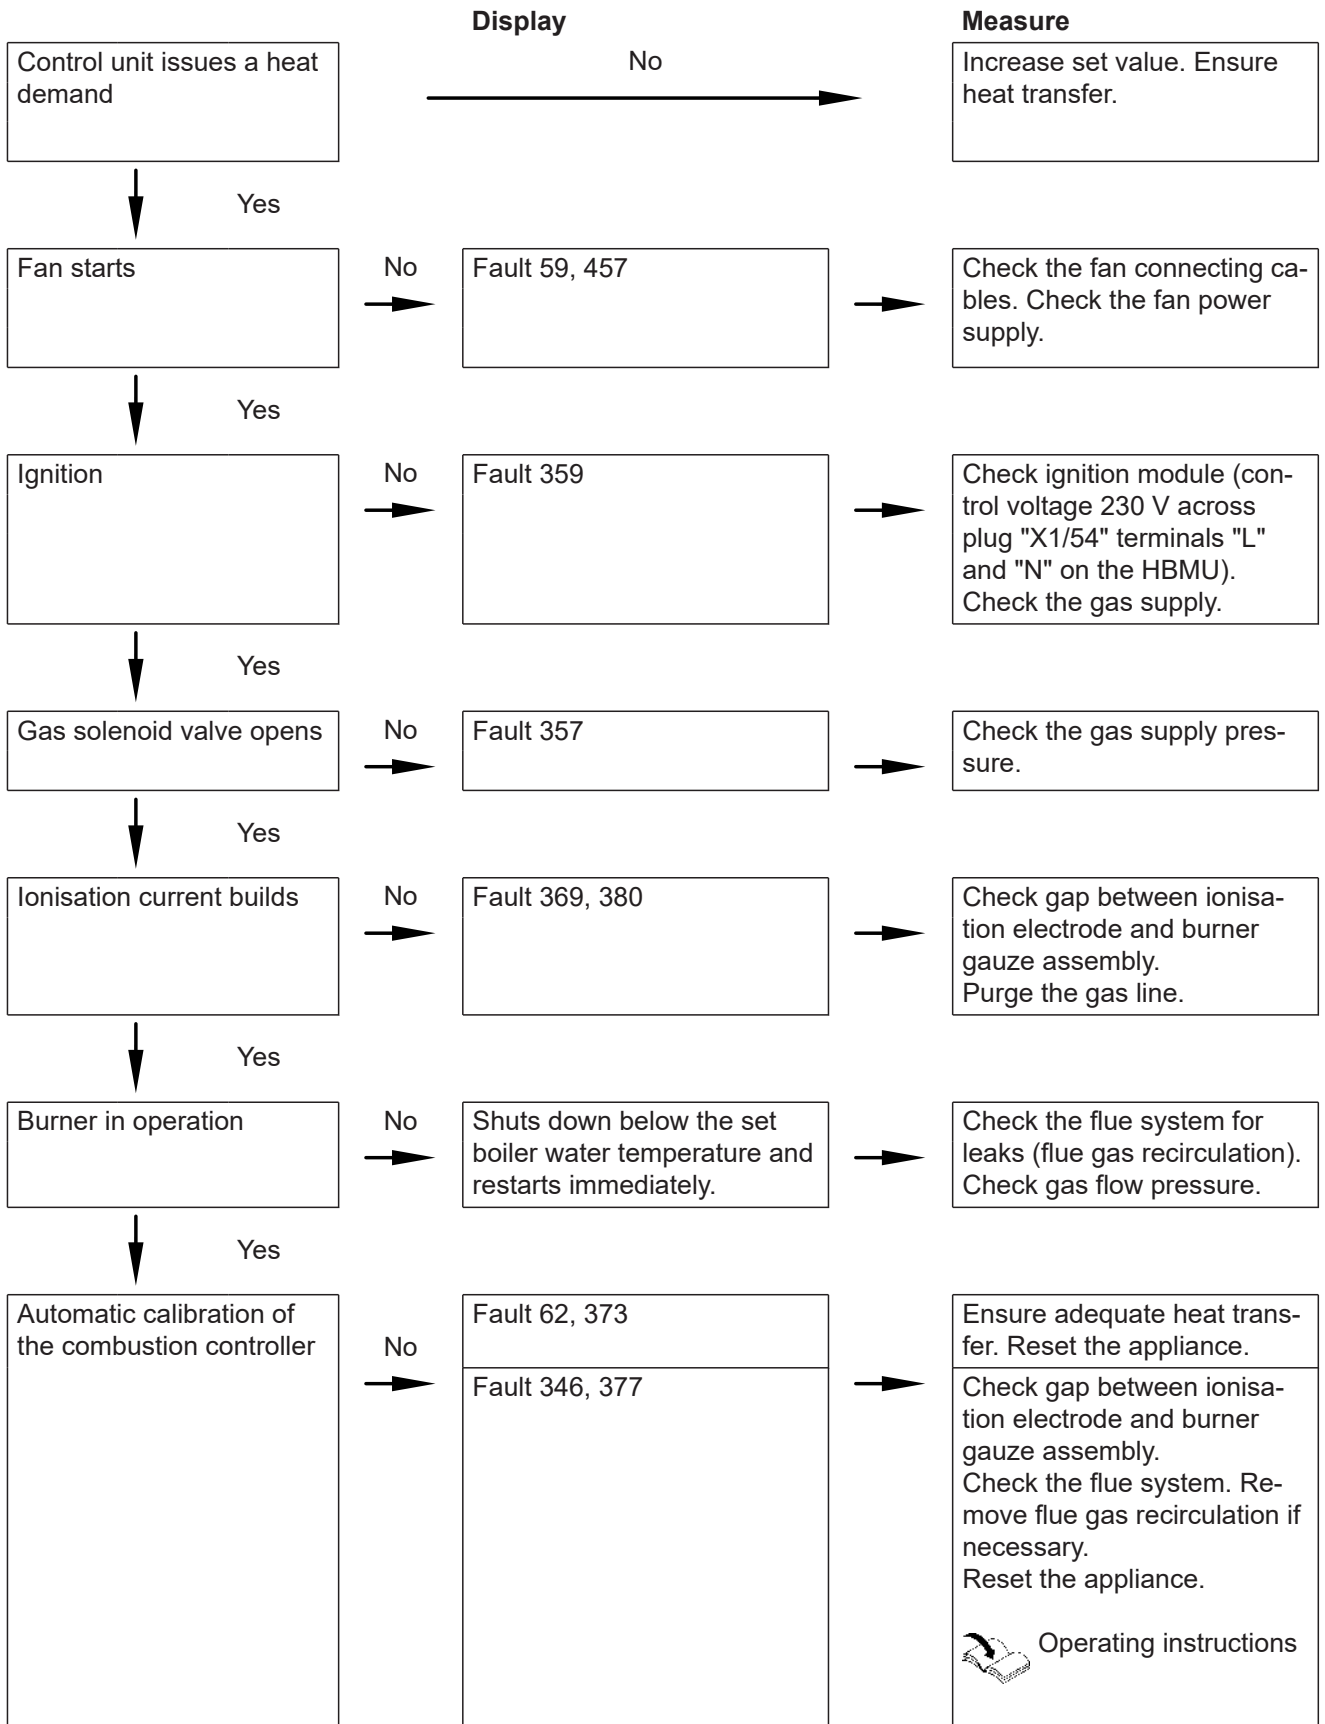 Display
Measure
Control unit issues a heat
demand
No
Increase set value. Ensure
heat transfer.
Yes
Fan starts
No
Fault 59, 457
Check the fan connecting ca-
bles. Check the fan power
supply.
Yes
Ignition
No
Fault 359
Check ignition module (con-
trol voltage 230 V across
plug "X1/54" terminals "L"
and "N" on the HBMU).
Check the gas supply.
Yes
Gas solenoid valve opens
No
Fault 357
Check the gas supply pres-
sure.
Yes
Ionisation current builds
No
Fault 369, 380
Check gap between ionisa-
tion electrode and burner
gauze assembly.
Purge the gas line.
Yes
Burner in operation
No
Shuts down below the set
boiler water temperature and
restarts immediately.
Check the flue system for
leaks (flue gas recirculation).
Check gas flow pressure.
Yes
Automatic calibration of
the combustion controller
No
Fault 62, 373
Ensure adequate heat trans-
fer. Reset the appliance.
Fault 346, 377
Check gap between ionisa-
tion electrode and burner
gauze assembly.
Check the flue system. Re-
move flue gas recirculation if
necessary.
Reset the appliance.
Operating instructions